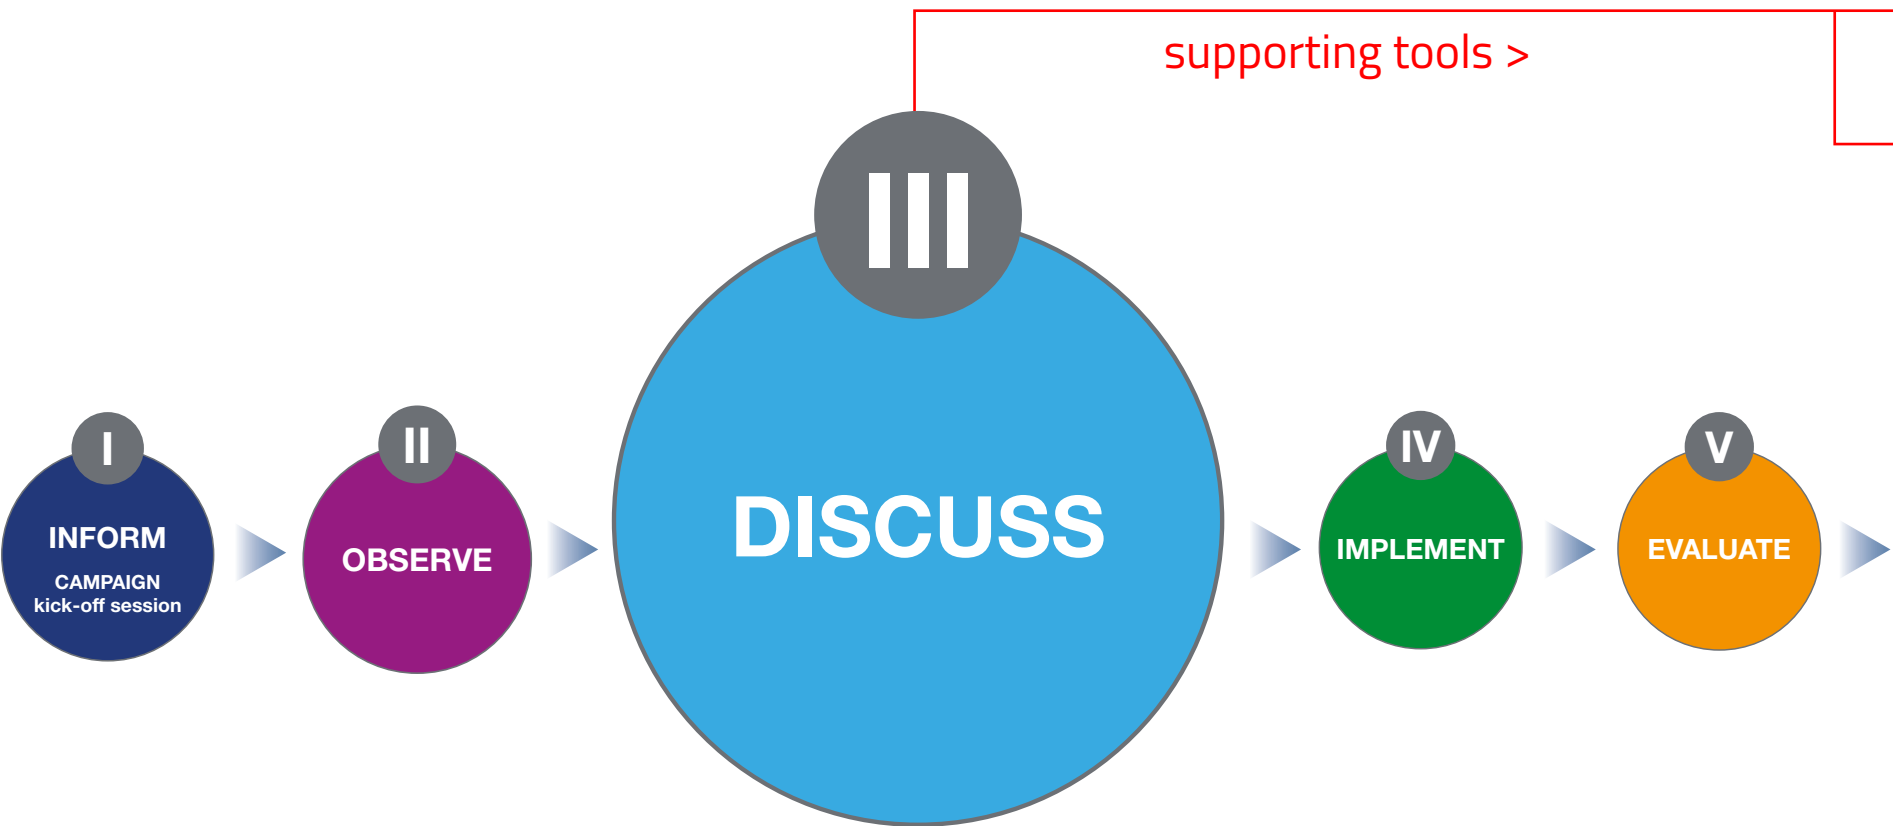 supporting tools >
III
I
II
IV
V
INFORM
CAMPAIGN
kick-off session
OBSERVE
DISCUSS
IMPLEMENT
EVALUATE